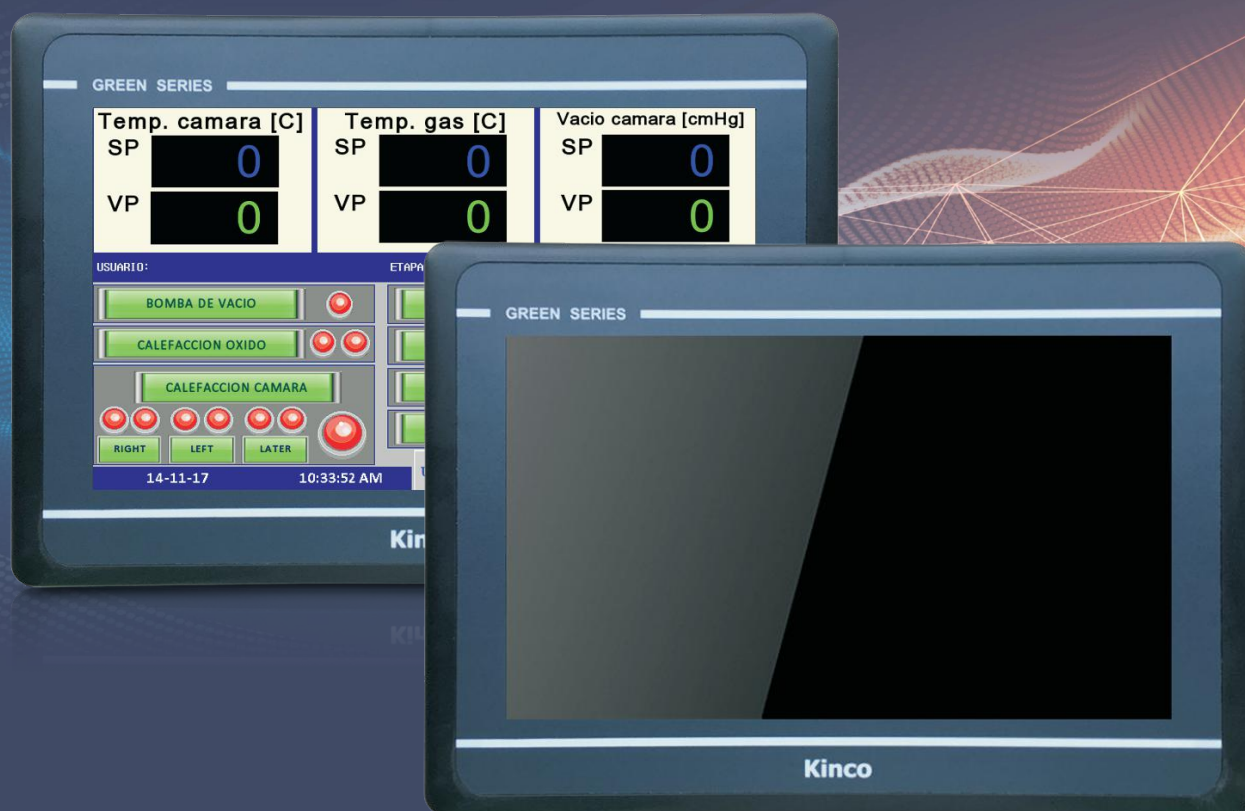 GREEN SERIES
Temp. camara [C]
SP
0
VP
0
Temp. gas [C]
SP
0
VP
0
Vacio camara [cmHg]
SP
0
VP
0
USUARIO:
BOMBA DE VACIO
CALEFACCION OXIDO
CALEFACCION CAMARA
RIGHT
LEFT
LATER
14-11-17
10:33:52 AM
GREEN SERIES
Kinco